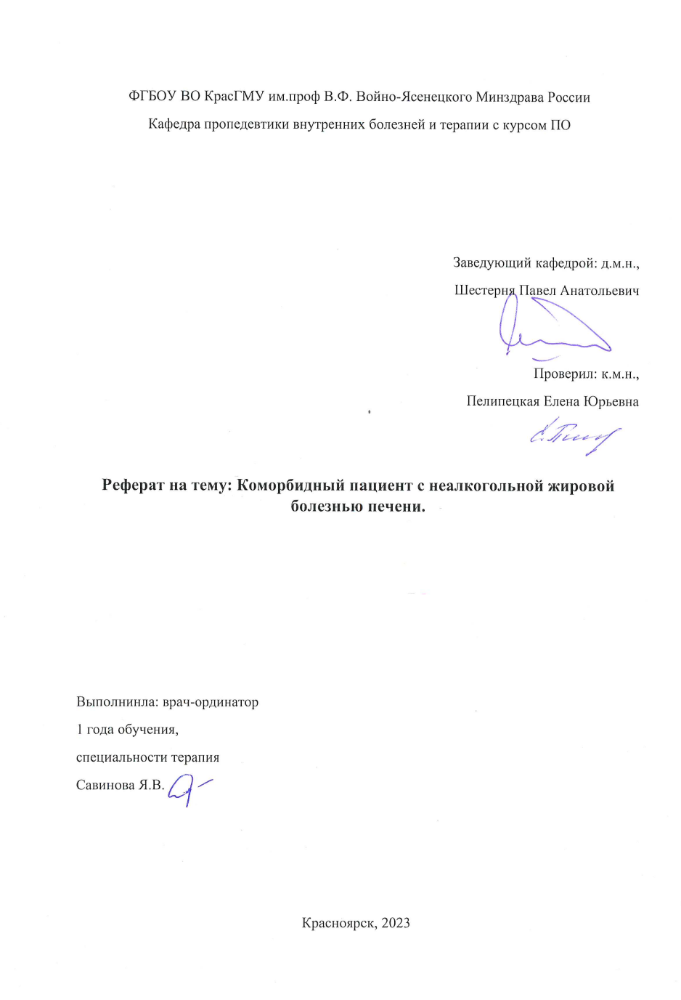 ФГБОУ ВО КрасГМУ им.проф В.Ф. Войно-Ясенецкого Минздрава России
Кафедра пропедевтики внутренних болезней и терапии с курсом ПО
Заведующий кафедрой: д.м.н.,
Шестерня Павел Анатольевич
Проверил: к.м.н.,
Пелипецкая Елена Юрьевна
Реферат на тему: Коморбидный пациент с неалкогольной жировой
болезнью печени.
Выполнинла: врач-ординатор
1 года обучения,
специальности терапия
Савинова Я.В.
Красноярск, 2023